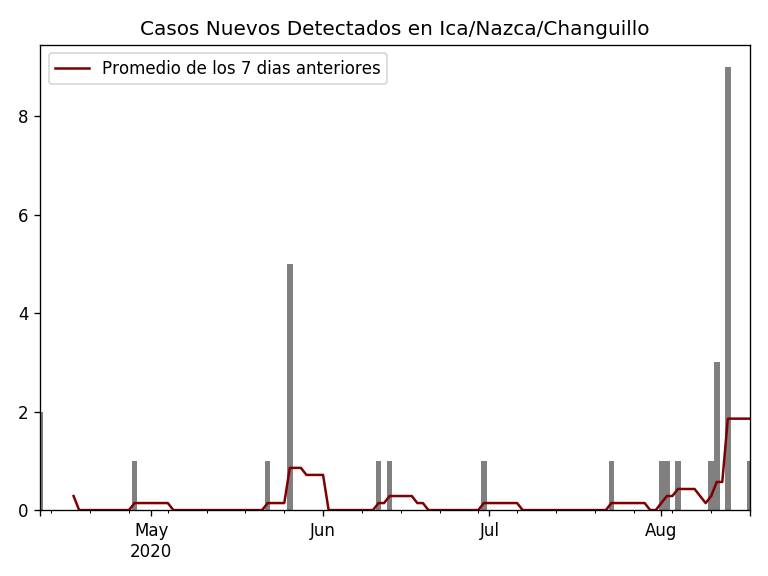 Casos Nuevos Detectados en Ica/Nazca/Changuillo
Promedio de los 7 dias anteriores
8
6
4
2
0
May
2020
Jun
Jul
Aug